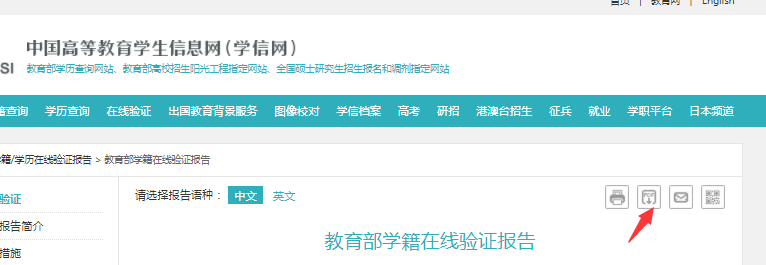 首页 | 教育网 | English
中国高等教育学生信息网(学信网)
SI 教育部学历查询网站、教育部高校招生阳光工程指定网站、全国硕士研究生招生报名和调剂指定网站
籍查询 学历查询 在线验证 出国教育背景服务 图像校对 学信档案 高考 研招 港澳台招生 征兵 就业 学职平台 日本频道
学籍/学历在线验证报告 > 教育部学籍在线验证报告
验证
请选择报告语种： 中文 英文
PDF
报告简介
教育部学籍在线验证报告
措施